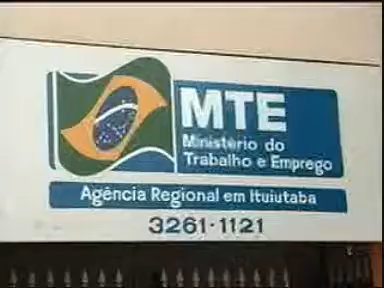 MTE
Ministério do
Trabalho e Emprego
Agência Regional em Ituiutaba
3261-1121